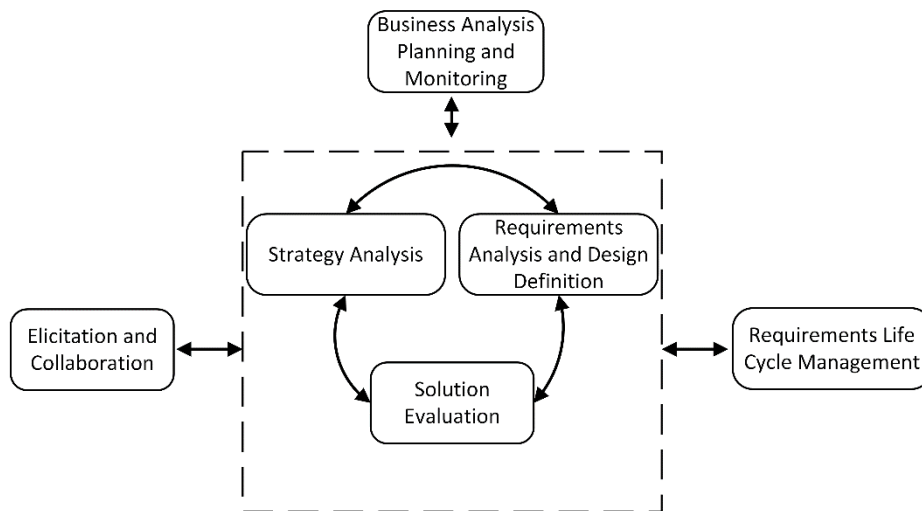 Business Analysis
Planning and
Monitoring
Strategy Analysis
Requirements
Analysis and Design
Definition
Elicitation and
Collaboration
Requirements Life
Cycle Management
Solution
Evaluation